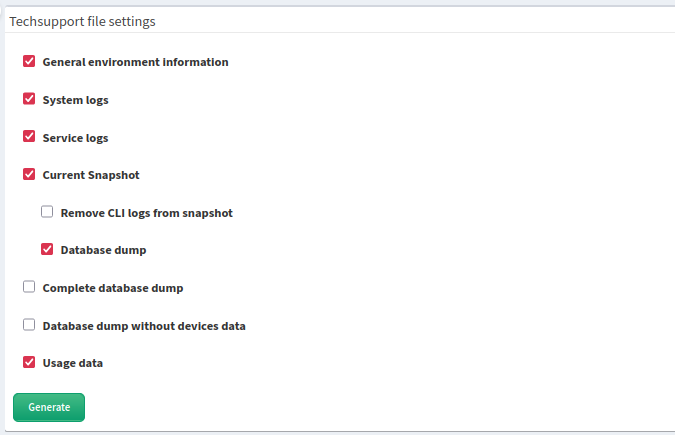 Techsupport file settings
General environment information
System logs
Service logs
Current Snapshot
Remove CLI logs from snapshot
Database dump
Complete database dump
Database dump without devices data
Usage data
Generate